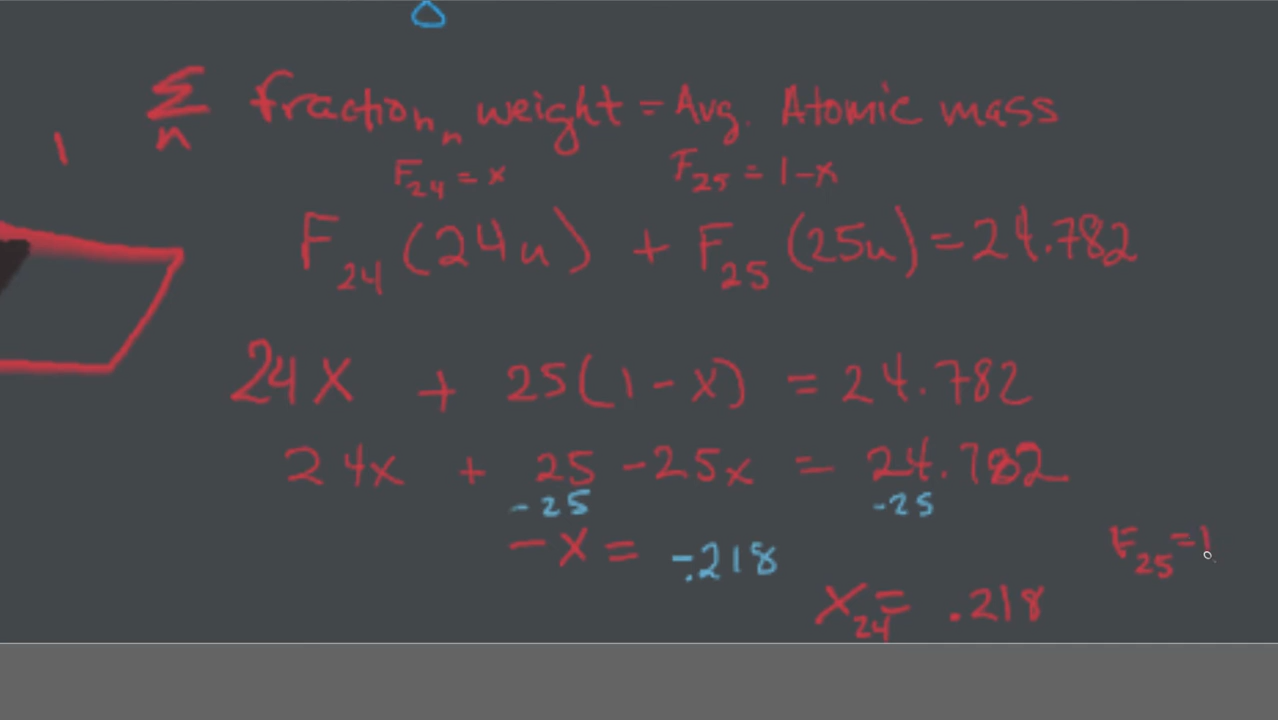 Σ fractionₙ weight = Avg. Atomic mass
n
F₂₄ = x F₂₅ = 1-x
F₂₄ (24u) + F₂₅ (25u) = 24.782
24X + 25(1-x) = 24.782
24x + 25 -25x = 24.782
-25 -25
-X = -.218
F₂₅ = 1
X₂₄ = .218